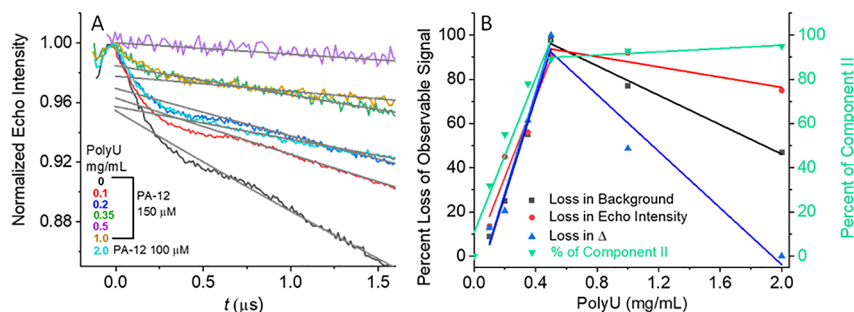 A
Normalized Echo Intensity
1.00
0.96
0.92
0.88
PolyU
mg/mL
0
0.1
0.2
0.35
0.5
1.0
2.0 PA-12 100 μM
PA-12
150 μM
0.0 0.5 1.0 1.5
t (μs)
B
Percent Loss of Observable Signal
100
80
60
40
20
0
Loss in Background
Loss in Echo Intensity
Loss in Δ
% of Component II
0.0 0.4 0.8 1.2 1.6 2.0
PolyU (mg/mL)
100
80
60
40
20
0
Percent of Component II